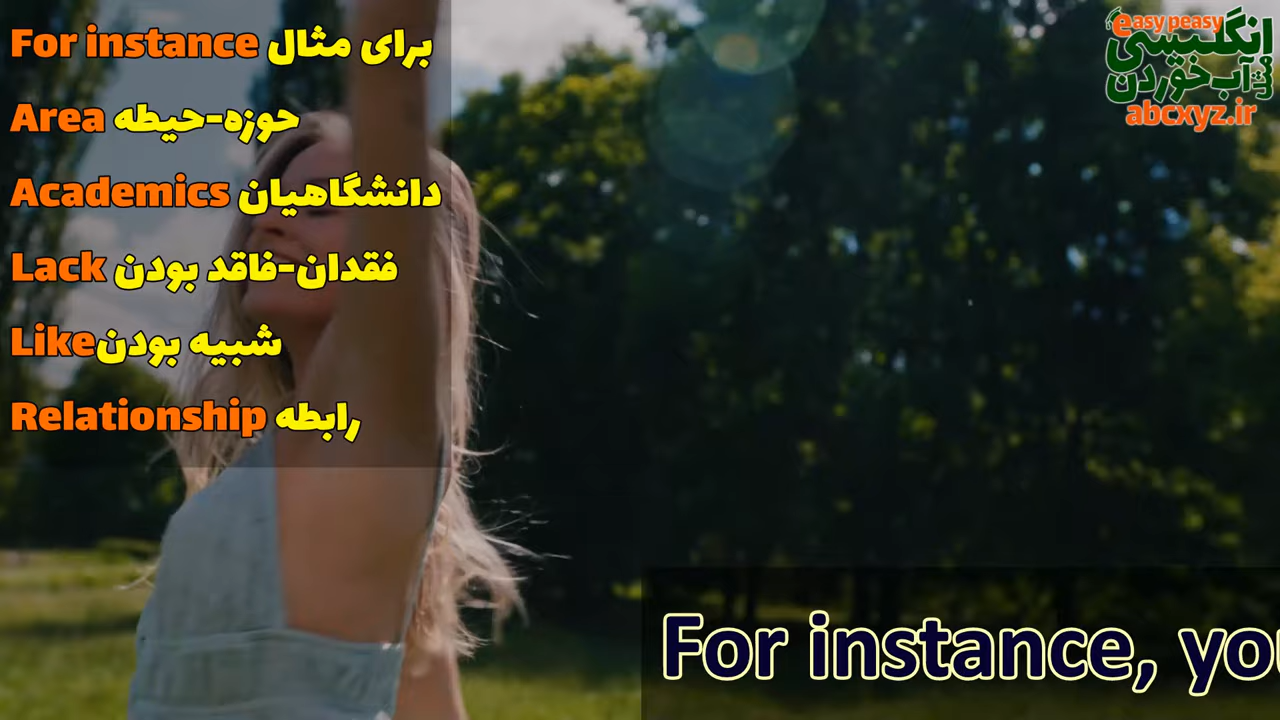 For instance برای مثال
Area حوزه-حیطه
Academics دانشگاهیان
Lack فقدان-فاقد بودن
Likeشبیه بودن
Relationship رابطه
easy peasy
انگلیسی
مثل آب خوردن
abcxyz.ir
For instance, you